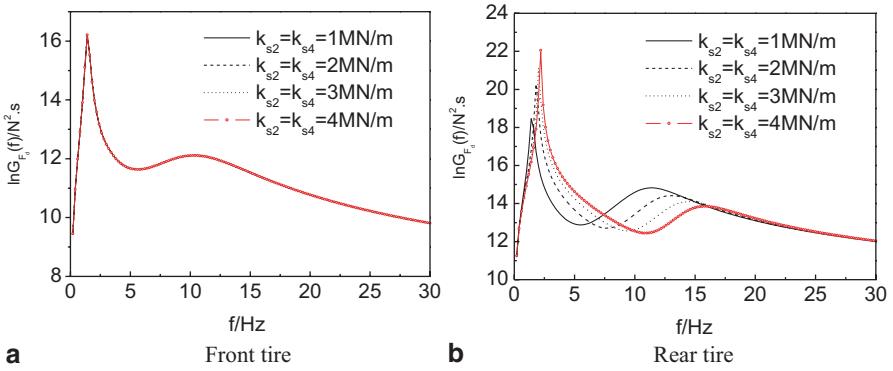 lnG_{F_d}(f)/N².s
16
14
12
10
8
0 5 10 15 20 25 30
f/Hz
k_{s2}=k_{s4}=1MN/m
k_{s2}=k_{s4}=2MN/m
k_{s2}=k_{s4}=3MN/m
k_{s2}=k_{s4}=4MN/m
a Front tire
lnG_{F_d}(f)/N².s
24
22
20
18
16
14
12
10
0 5 10 15 20 25 30
f/Hz
k_{s2}=k_{s4}=1MN/m
k_{s2}=k_{s4}=2MN/m
k_{s2}=k_{s4}=3MN/m
k_{s2}=k_{s4}=4MN/m
b Rear tire